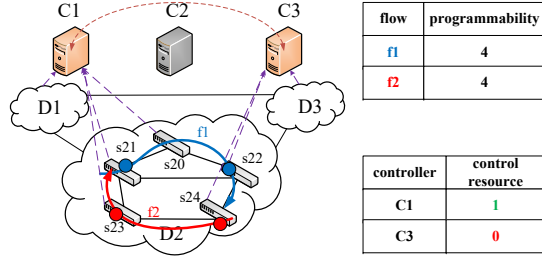 C1
C2
C3
D1
D3
f1
s21
s20
s22
s24
f2
s23
D2
flow programmability
f1 4
f2 4
controller control resource
C1 1
C3 0